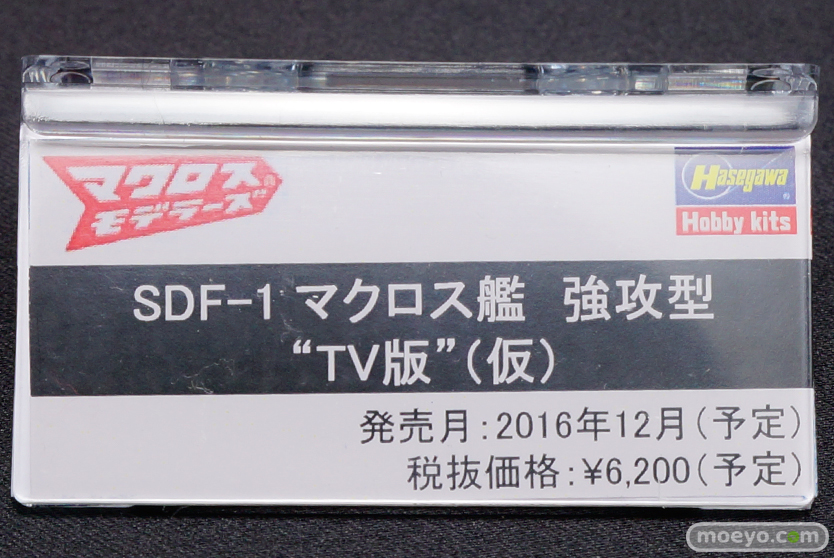 マクロス
モデラーズ
Hasegawa
Hobby kits
SDF-1 マクロス艦　強攻型
“TV版”(仮)
発売月:2016年12月(予定)
税抜価格:¥6,200(予定)
moeyo.com